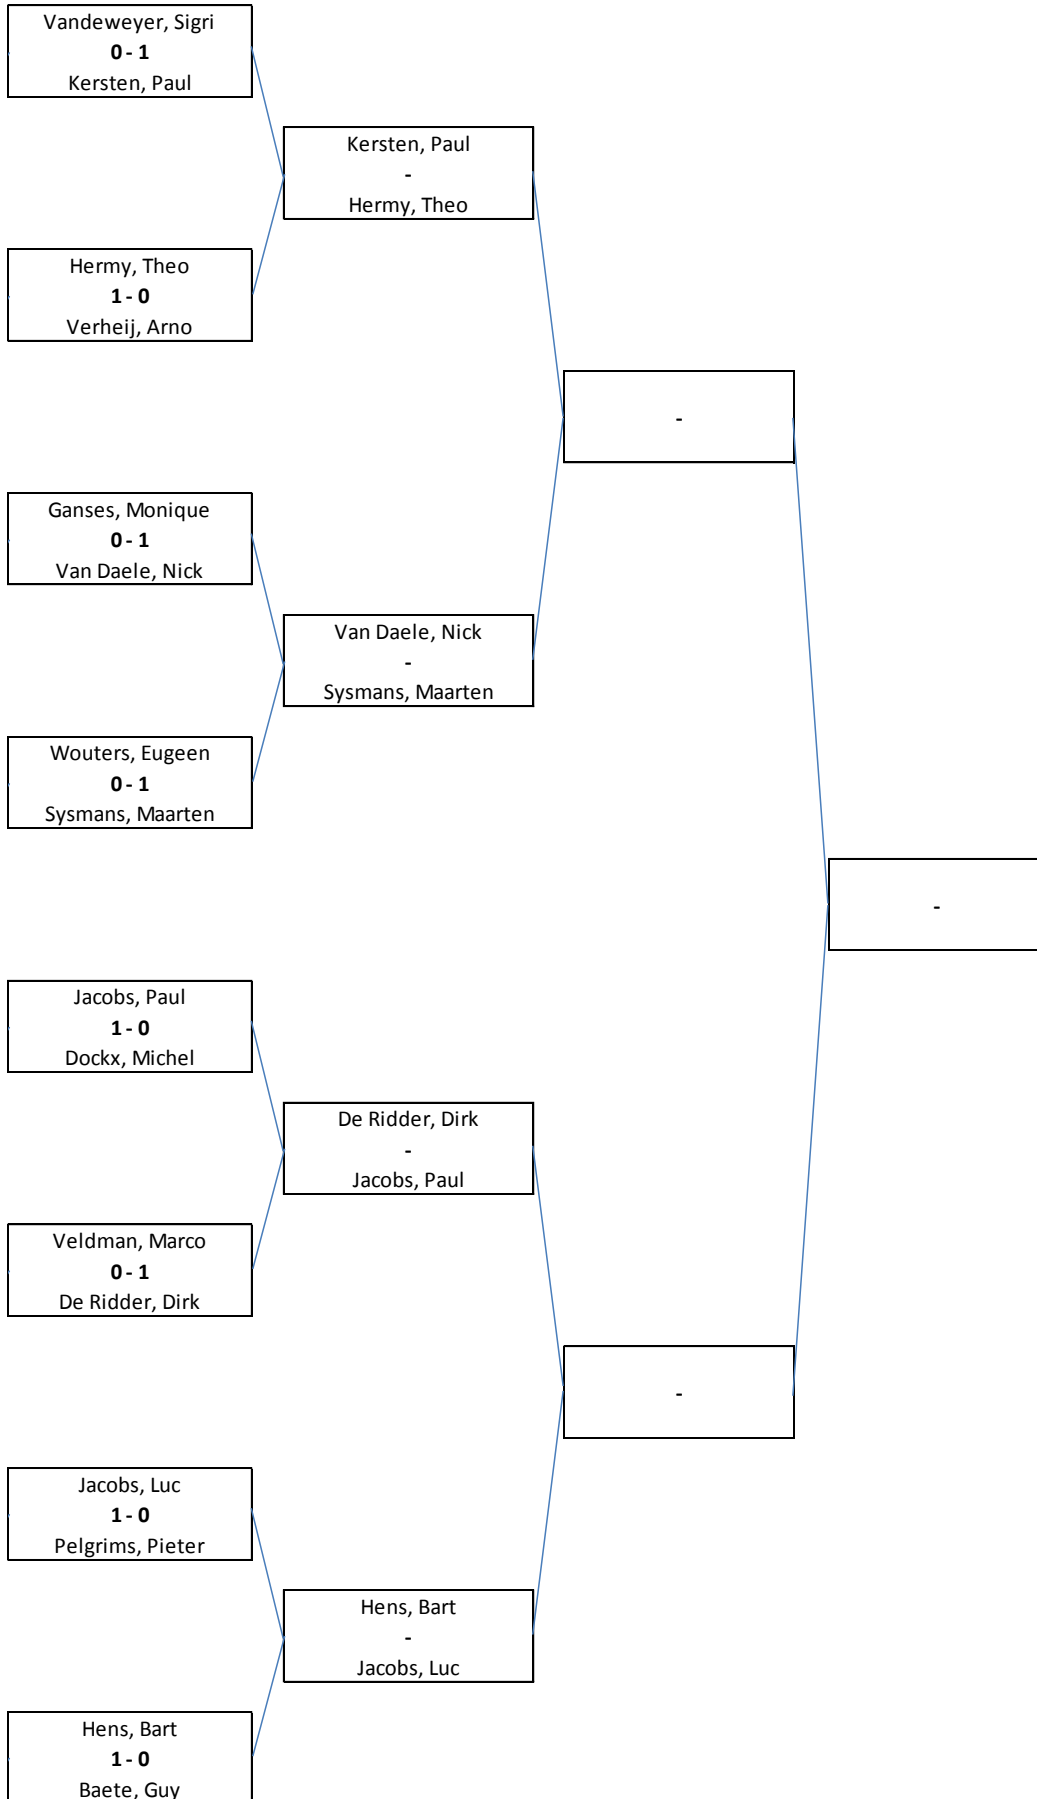 Vandeweyer, Sigri
0 - 1
Kersten, Paul
Kersten, Paul
-
Hermy, Theo
Hermy, Theo
1 - 0
Verheij, Arno
-
Ganses, Monique
0 - 1
Van Daele, Nick
Van Daele, Nick
-
Sysmans, Maarten
Wouters, Eugeen
0 - 1
Sysmans, Maarten
-
Jacobs, Paul
1 - 0
Dockx, Michel
De Ridder, Dirk
-
Jacobs, Paul
Veldman, Marco
0 - 1
De Ridder, Dirk
-
Jacobs, Luc
1 - 0
Pelgrims, Pieter
Hens, Bart
-
Jacobs, Luc
Hens, Bart
1 - 0
Baete, Guy